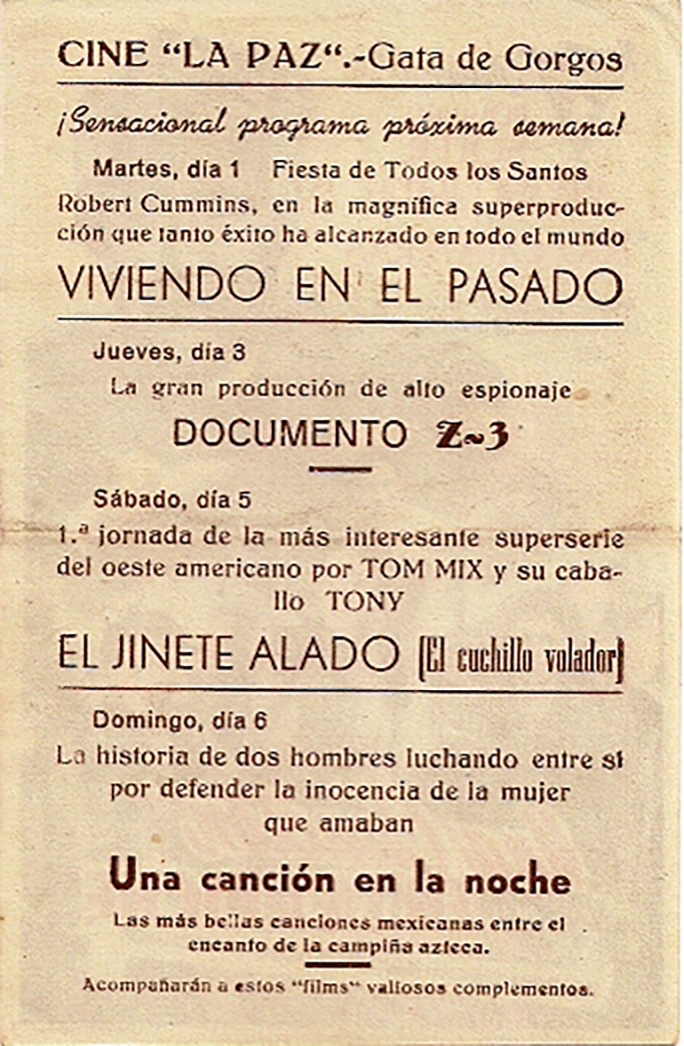 CINE “LA PAZ“.-Gata de Gorgos
¡Sensacional programa próxima semana!
Martes, día 1 Fiesta de Todos los Santos
Robert Cummins, en la magnífica superproduc-
ción que tanto éxito ha alcanzado en todo el mundo
VIVIENDO EN EL PASADO
Jueves, día 3
La gran producción de alto espionaje
DOCUMENTO Z~3
Sábado, día 5
1.ª jornada de la más interesante superserie
del oeste americano por TOM MIX y su caba-
llo TONY
EL JINETE ALADO (El cuchillo volador)
Domingo, día 6
La historia de dos hombres luchando entre sí
por defender la inocencia de la mujer
que amaban
Una canción en la noche
Las más bellas canciones mexicanas entre el
encanto de la campiña azteca.
Acompañarán a estos “films“ valiosos complementos.